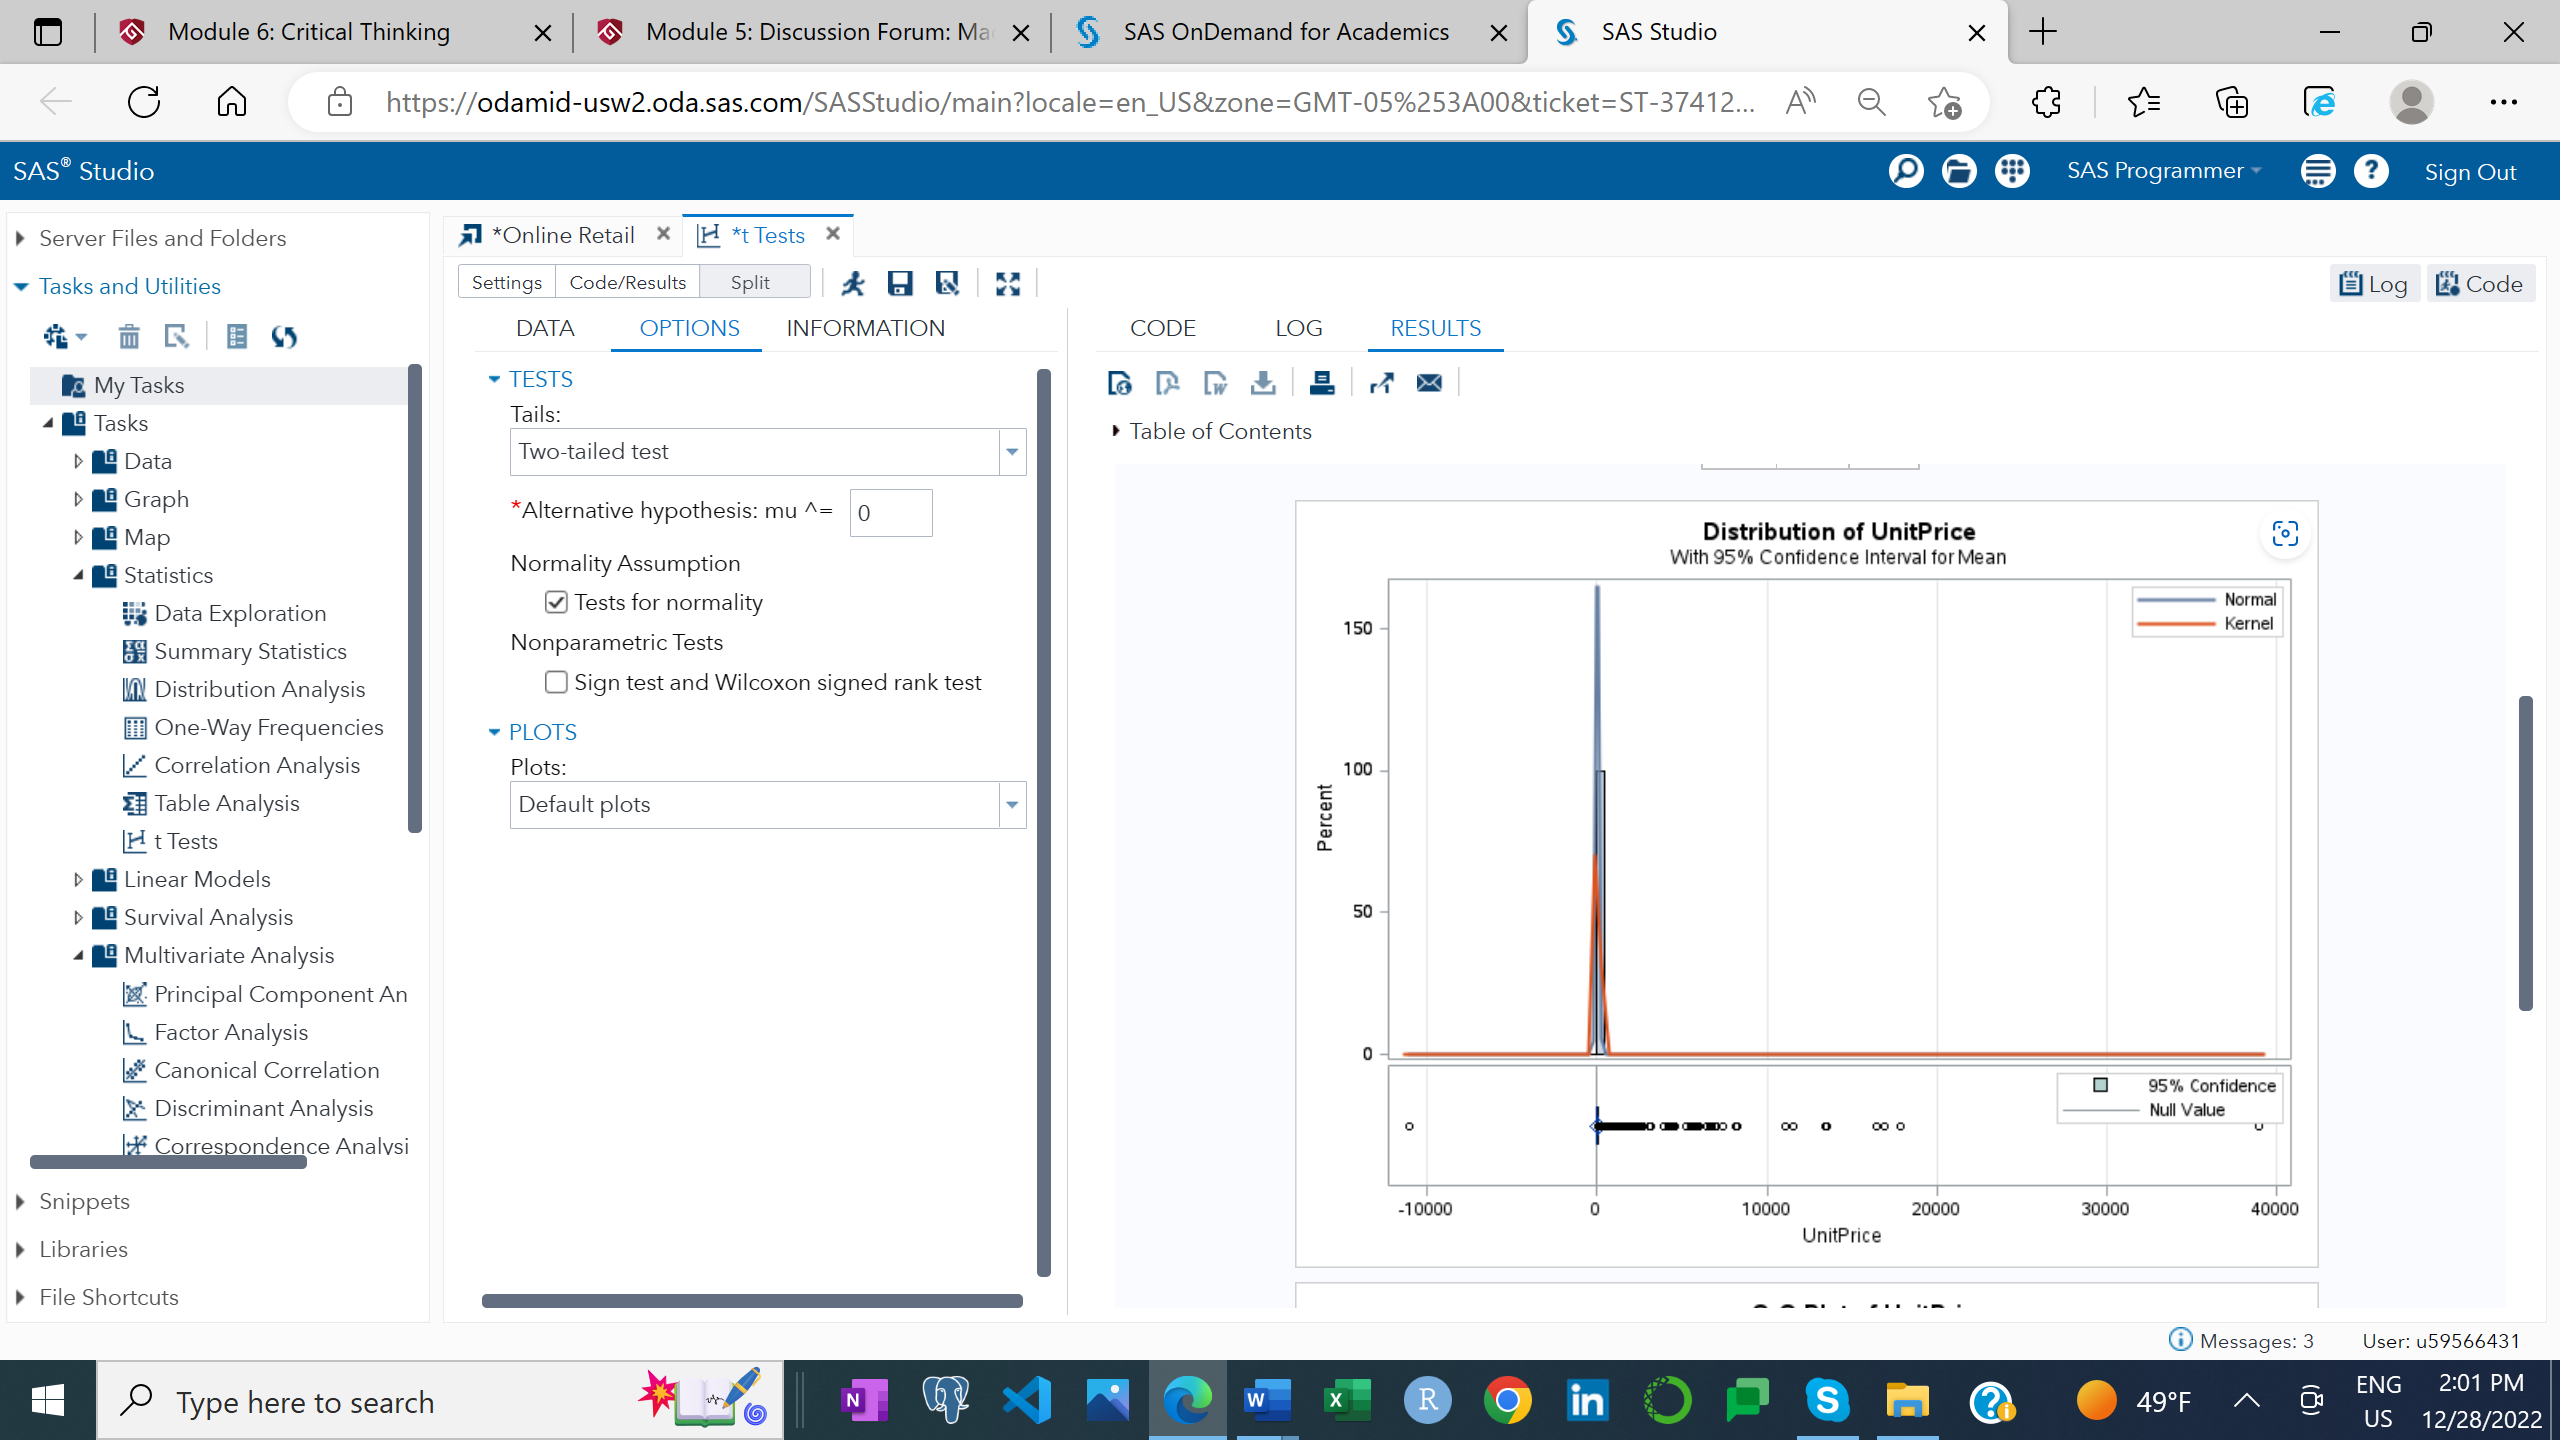 Module 6: Critical Thinking
Module 5: Discussion Forum: Ma
SAS OnDemand for Academics
SAS Studio
https://odamid-usw2.oda.sas.com/SASStudio/main?locale=en_US&zone=GMT-05%253A00&ticket=ST-37412...
SAS® Studio
SAS Programmer
Sign Out
Server Files and Folders
Tasks and Utilities
My Tasks
Tasks
Data
Graph
Map
Statistics
Data Exploration
Summary Statistics
Distribution Analysis
One-Way Frequencies
Correlation Analysis
Table Analysis
t Tests
Linear Models
Survival Analysis
Multivariate Analysis
Principal Component An
Factor Analysis
Canonical Correlation
Discriminant Analysis
Correspondence Analysi
Snippets
Libraries
File Shortcuts
*Online Retail
*t Tests
Settings
Code/Results
Split
Log
Code
DATA
OPTIONS
INFORMATION
TESTS
Tails:
Two-tailed test
*Alternative hypothesis: mu ^=
0
Normality Assumption
Tests for normality
Nonparametric Tests
Sign test and Wilcoxon signed rank test
PLOTS
Plots:
Default plots
CODE
LOG
RESULTS
Table of Contents
Distribution of UnitPrice
With 95% Confidence Interval for Mean
Normal
Kernel
150
100
50
0
Percent
95% Confidence
Null Value
-10000
0
10000
20000
30000
40000
UnitPrice
Messages: 3
User: u59566431
Type here to search
49°F
ENG
US
2:01 PM
12/28/2022